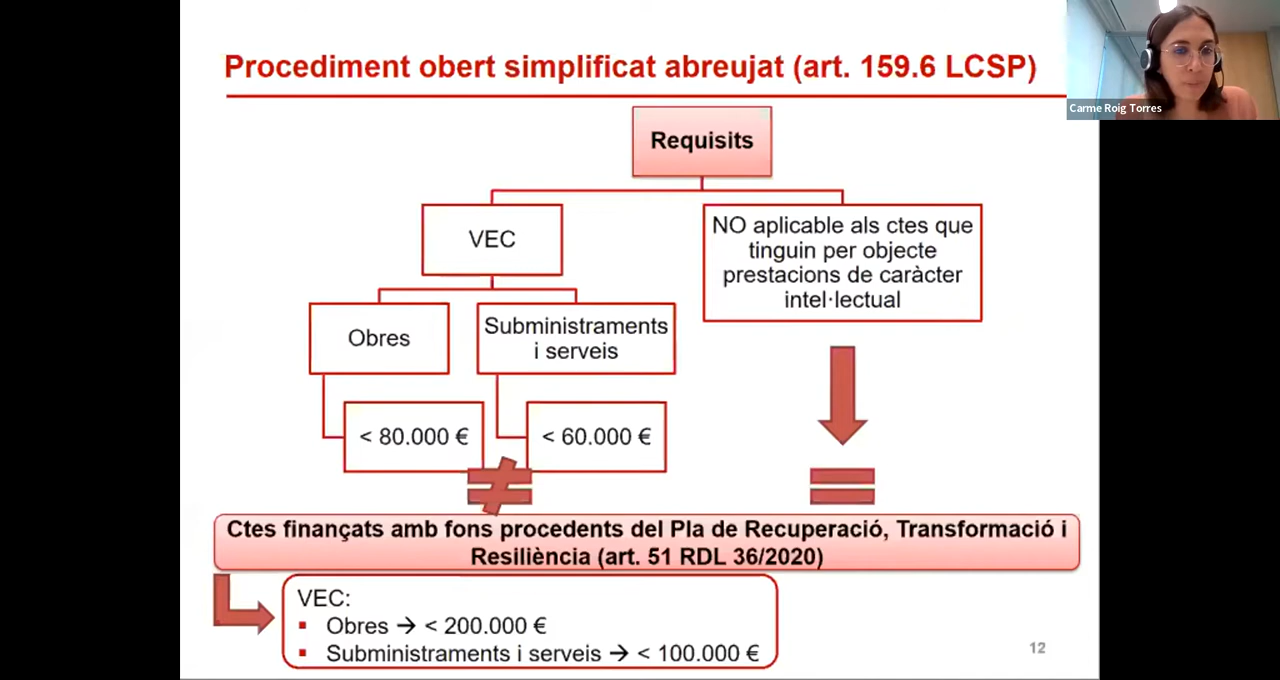 Procediment obert simplificat abreujat (art. 159.6 LCSP)
Carme Roig Torres
Requisits
VEC
NO aplicable als ctes que
tinguin per objecte
prestacions de caràcter
intel·lectual
Obres
Subministraments
i serveis
< 80.000 €
< 60.000 €
Ctes finançats amb fons procedents del Pla de Recuperació, Transformació i
Resiliència (art. 51 RDL 36/2020)
VEC:
▪ Obres → < 200.000 €
▪ Subministraments i serveis → < 100.000 €
12